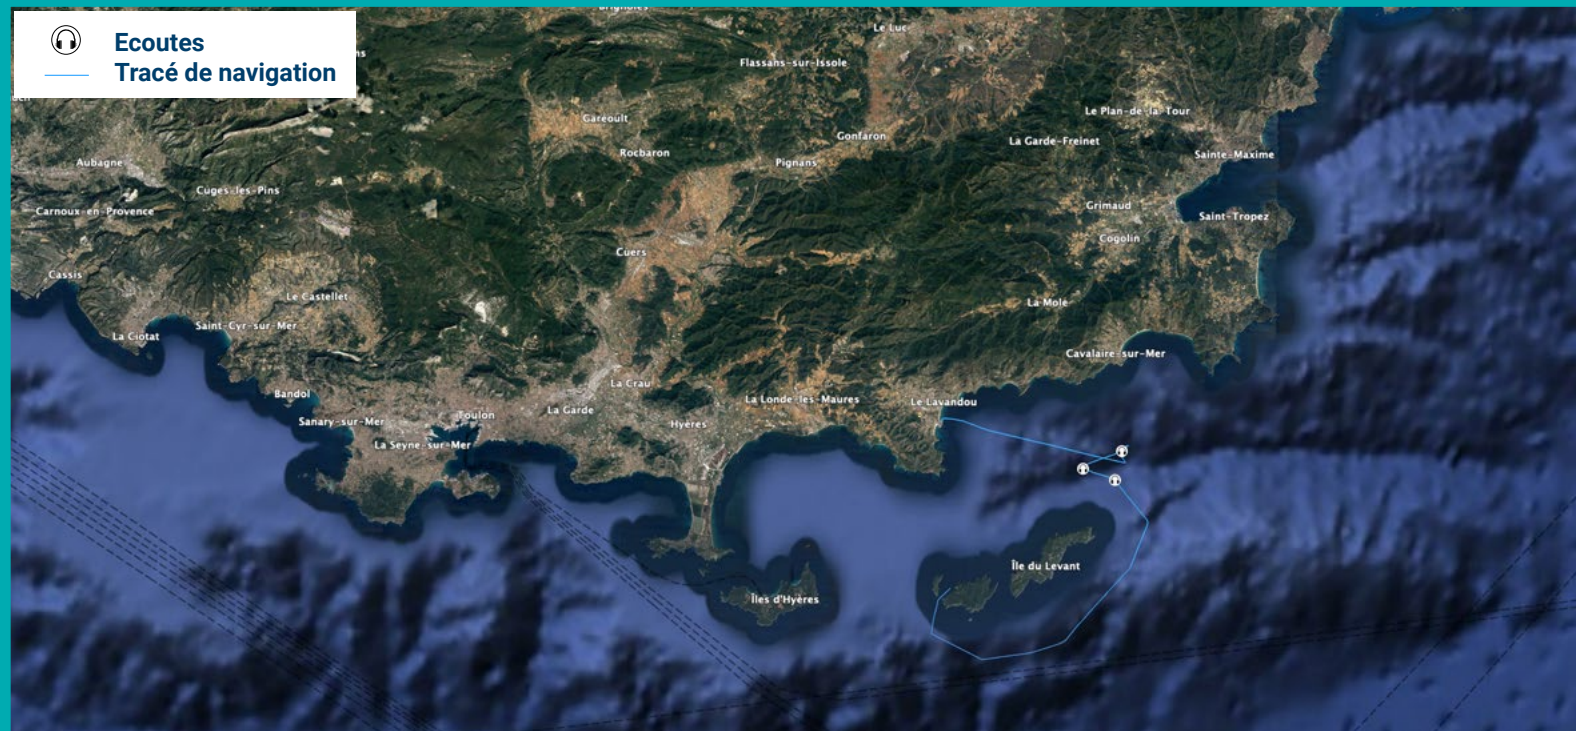 Ecoutes
Tracé de navigation
Brignoles
Le Luc
Flassans-sur-Issole
Garéoult
Le Plan-de-la-Tour
Gonfaron
La Garde-Freinet
Rocbaron
Sainte-Maxime
Aubagne
Pignans
Cuges-les-Pins
Carnoux-en-Provence
Grimaud
Saint-Tropez
Cogolin
Cuers
Cassis
Le Castellet
La Môle
Saint-Cyr-sur-Mer
La Ciotat
Cavalaire-sur-Mer
La Crau
Bandol
La Londe-les-Maures
Le Lavandou
La Garde
Toulon
Sanary-sur-Mer
Hyères
La Seyne-sur-Mer
Île du Levant
Îles d'Hyères